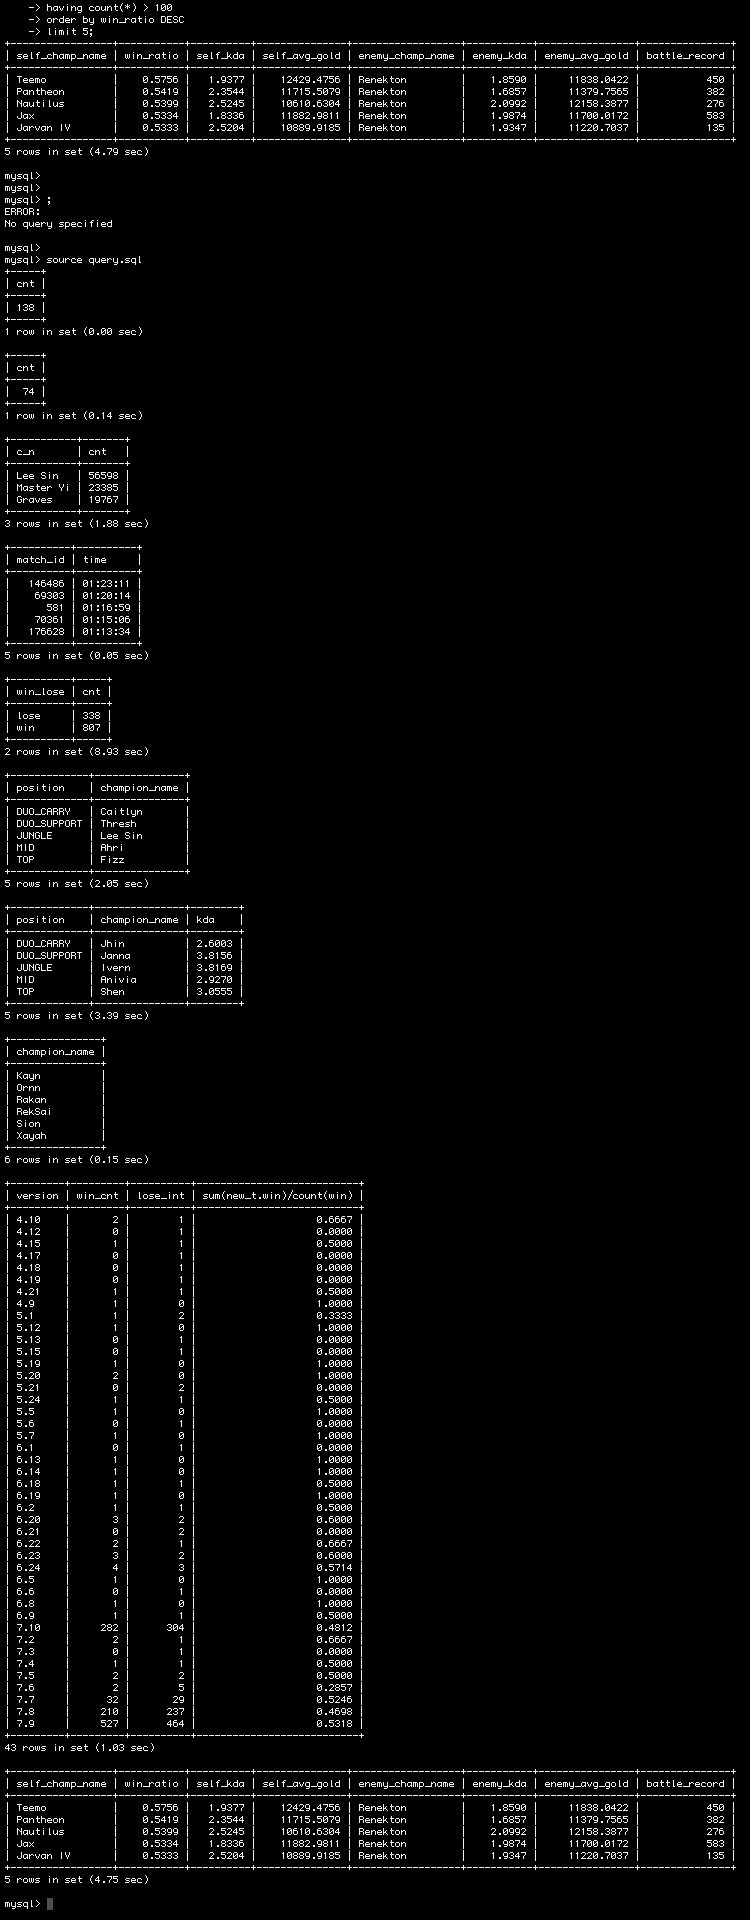 -> having count(*) > 100
    -> order by win_ratio DESC
    -> limit 5;
+-----------------+-----------+----------+---------------+------------------+-----------+----------------+---------------+
| self_champ_name | win_ratio | self_kda | self_avg_gold | enemy_champ_name | enemy_kda | enemy_avg_gold | battle_record |
+-----------------+-----------+----------+---------------+------------------+-----------+----------------+---------------+
| Teemo           |    0.5756 |   1.9377 |    12429.4756 | Renekton         |    1.8590 |     11838.0422 |           450 |
| Pantheon        |    0.5419 |   2.3544 |    11715.5079 | Renekton         |    1.6857 |     11379.7565 |           382 |
| Nautilus        |    0.5399 |   2.5245 |    10610.6304 | Renekton         |    2.0992 |     12158.3877 |           276 |
| Jax             |    0.5334 |   1.8336 |    11882.9811 | Renekton         |    1.9874 |     11700.0172 |           583 |
| Jarvan IV       |    0.5333 |   2.5204 |    10889.9185 | Renekton         |    1.9347 |     11220.7037 |           135 |
+-----------------+-----------+----------+---------------+------------------+-----------+----------------+---------------+
5 rows in set (4.79 sec)
mysql>
mysql>
mysql> ;
ERROR:
No query specified
mysql>
mysql> source query.sql
+-----+
| cnt |
+-----+
| 138 |
+-----+
1 row in set (0.00 sec)
+-----+
| cnt |
+-----+
|  74 |
+-----+
1 row in set (0.14 sec)
+-----------+-------+
| c_n       | cnt   |
+-----------+-------+
| Lee Sin   | 56598 |
| Master Yi | 23385 |
| Graves    | 19767 |
+-----------+-------+
3 rows in set (1.88 sec)
+----------+----------+
| match_id | time     |
+----------+----------+
|   146486 | 01:23:11 |
|    69303 | 01:20:14 |
|      581 | 01:16:59 |
|    70361 | 01:15:06 |
|   176628 | 01:13:34 |
+----------+----------+
5 rows in set (0.05 sec)
+----------+-----+
| win_lose | cnt |
+----------+-----+
| lose     | 338 |
| win      | 807 |
+----------+-----+
2 rows in set (8.93 sec)
+-------------+---------------+
| position    | champion_name |
+-------------+---------------+
| DUO_CARRY   | Caitlyn       |
| DUO_SUPPORT | Thresh        |
| JUNGLE      | Lee Sin       |
| MID         | Ahri          |
| TOP         | Fizz          |
+-------------+---------------+
5 rows in set (2.05 sec)
+-------------+---------------+--------+
| position    | champion_name | kda    |
+-------------+---------------+--------+
| DUO_CARRY   | Jhin          | 2.6003 |
| DUO_SUPPORT | Janna         | 3.8156 |
| JUNGLE      | Ivern         | 3.8169 |
| MID         | Anivia        | 2.9270 |
| TOP         | Shen          | 3.0555 |
+-------------+---------------+--------+
5 rows in set (3.39 sec)
+---------------+
| champion_name |
+---------------+
| Kayn          |
| Ornn          |
| Rakan         |
| RekSai        |
| Sion          |
| Xayah         |
+---------------+
6 rows in set (0.15 sec)
+---------+---------+----------+---------------------------+
| version | win_cnt | lose_int | sum(new_t.win)/count(win) |
+---------+---------+----------+---------------------------+
| 4.10    |       2 |        1 |                    0.6667 |
| 4.12    |       0 |        1 |                    0.0000 |
| 4.15    |       1 |        1 |                    0.5000 |
| 4.17    |       0 |        1 |                    0.0000 |
| 4.18    |       0 |        1 |                    0.0000 |
| 4.19    |       0 |        1 |                    0.0000 |
| 4.21    |       1 |        1 |                    0.5000 |
| 4.9     |       1 |        0 |                    1.0000 |
| 5.1     |       1 |        2 |                    0.3333 |
| 5.12    |       1 |        0 |                    1.0000 |
| 5.13    |       0 |        1 |                    0.0000 |
| 5.15    |       0 |        1 |                    0.0000 |
| 5.19    |       1 |        0 |                    1.0000 |
| 5.20    |       2 |        0 |                    1.0000 |
| 5.21    |       0 |        2 |                    0.0000 |
| 5.24    |       1 |        1 |                    0.5000 |
| 5.5     |       1 |        0 |                    1.0000 |
| 5.6     |       0 |        1 |                    0.0000 |
| 5.7     |       1 |        0 |                    1.0000 |
| 6.1     |       0 |        1 |                    0.0000 |
| 6.13    |       1 |        0 |                    1.0000 |
| 6.14    |       1 |        0 |                    1.0000 |
| 6.18    |       1 |        1 |                    0.5000 |
| 6.19    |       1 |        0 |                    1.0000 |
| 6.2     |       1 |        1 |                    0.5000 |
| 6.20    |       3 |        2 |                    0.6000 |
| 6.21    |       0 |        2 |                    0.0000 |
| 6.22    |       2 |        1 |                    0.6667 |
| 6.23    |       3 |        2 |                    0.6000 |
| 6.24    |       4 |        3 |                    0.5714 |
| 6.5     |       1 |        0 |                    1.0000 |
| 6.6     |       0 |        1 |                    0.0000 |
| 6.8     |       1 |        0 |                    1.0000 |
| 6.9     |       1 |        1 |                    0.5000 |
| 7.10    |     282 |      304 |                    0.4812 |
| 7.2     |       2 |        1 |                    0.6667 |
| 7.3     |       0 |        1 |                    0.0000 |
| 7.4     |       1 |        1 |                    0.5000 |
| 7.5     |       2 |        2 |                    0.5000 |
| 7.6     |       2 |        5 |                    0.2857 |
| 7.7     |      32 |       29 |                    0.5246 |
| 7.8     |     210 |      237 |                    0.4698 |
| 7.9     |     527 |      464 |                    0.5318 |
+---------+---------+----------+---------------------------+
43 rows in set (1.03 sec)
+-----------------+-----------+----------+---------------+------------------+-----------+----------------+---------------+
| self_champ_name | win_ratio | self_kda | self_avg_gold | enemy_champ_name | enemy_kda | enemy_avg_gold | battle_record |
+-----------------+-----------+----------+---------------+------------------+-----------+----------------+---------------+
| Teemo           |    0.5756 |   1.9377 |    12429.4756 | Renekton         |    1.8590 |     11838.0422 |           450 |
| Pantheon        |    0.5419 |   2.3544 |    11715.5079 | Renekton         |    1.6857 |     11379.7565 |           382 |
| Nautilus        |    0.5399 |   2.5245 |    10610.6304 | Renekton         |    2.0992 |     12158.3877 |           276 |
| Jax             |    0.5334 |   1.8336 |    11882.9811 | Renekton         |    1.9874 |     11700.0172 |           583 |
| Jarvan IV       |    0.5333 |   2.5204 |    10889.9185 | Renekton         |    1.9347 |     11220.7037 |           135 |
+-----------------+-----------+----------+---------------+------------------+-----------+----------------+---------------+
5 rows in set (4.75 sec)
mysql>